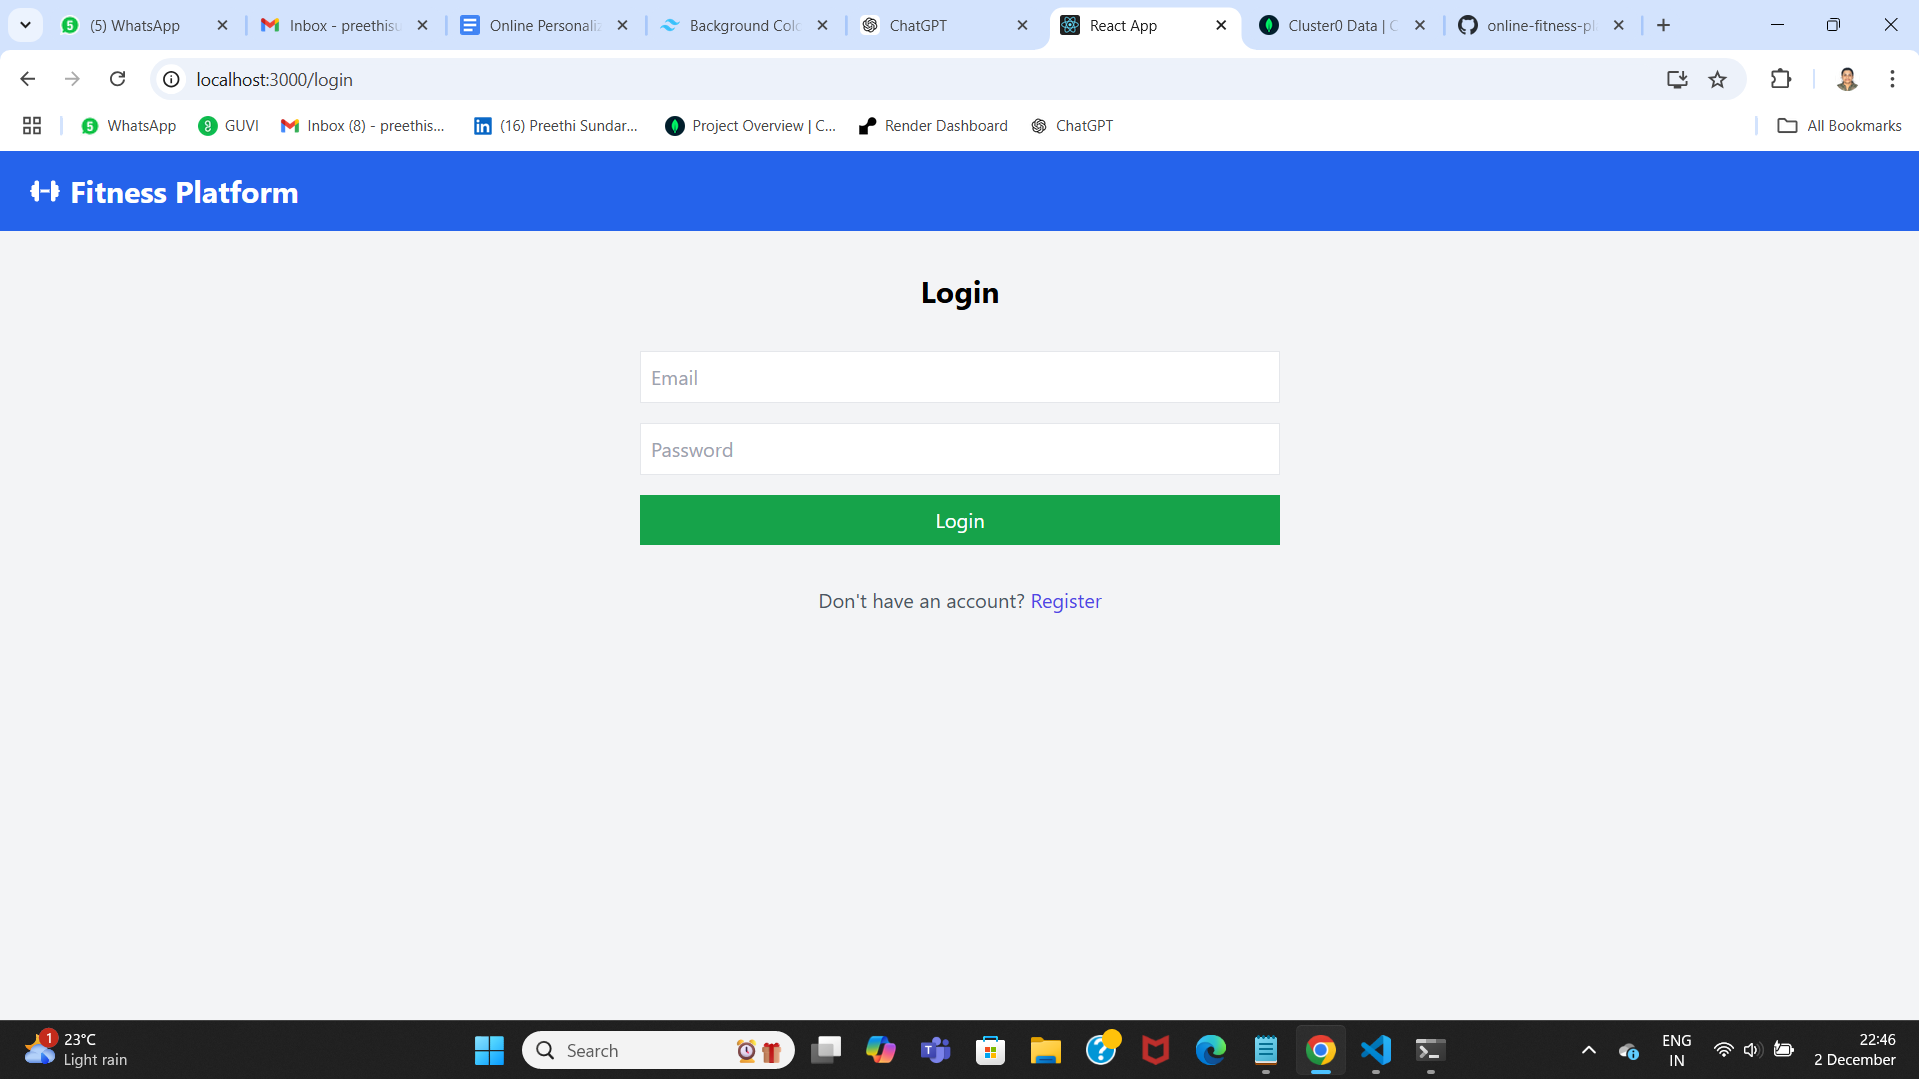 (5) WhatsApp
Inbox - preethisu
Online Personaliz
Background Colo
ChatGPT
React App
Cluster0 Data | C
online-fitness-pla
localhost:3000/login
WhatsApp
GUVI
Inbox (8) - preethis...
(16) Preethi Sundar...
Project Overview | C...
Render Dashboard
ChatGPT
All Bookmarks
Fitness Platform
Login
Email
Password
Login
Don't have an account? Register
1
23°C
Light rain
Search
ENG
IN
22:46
2 December